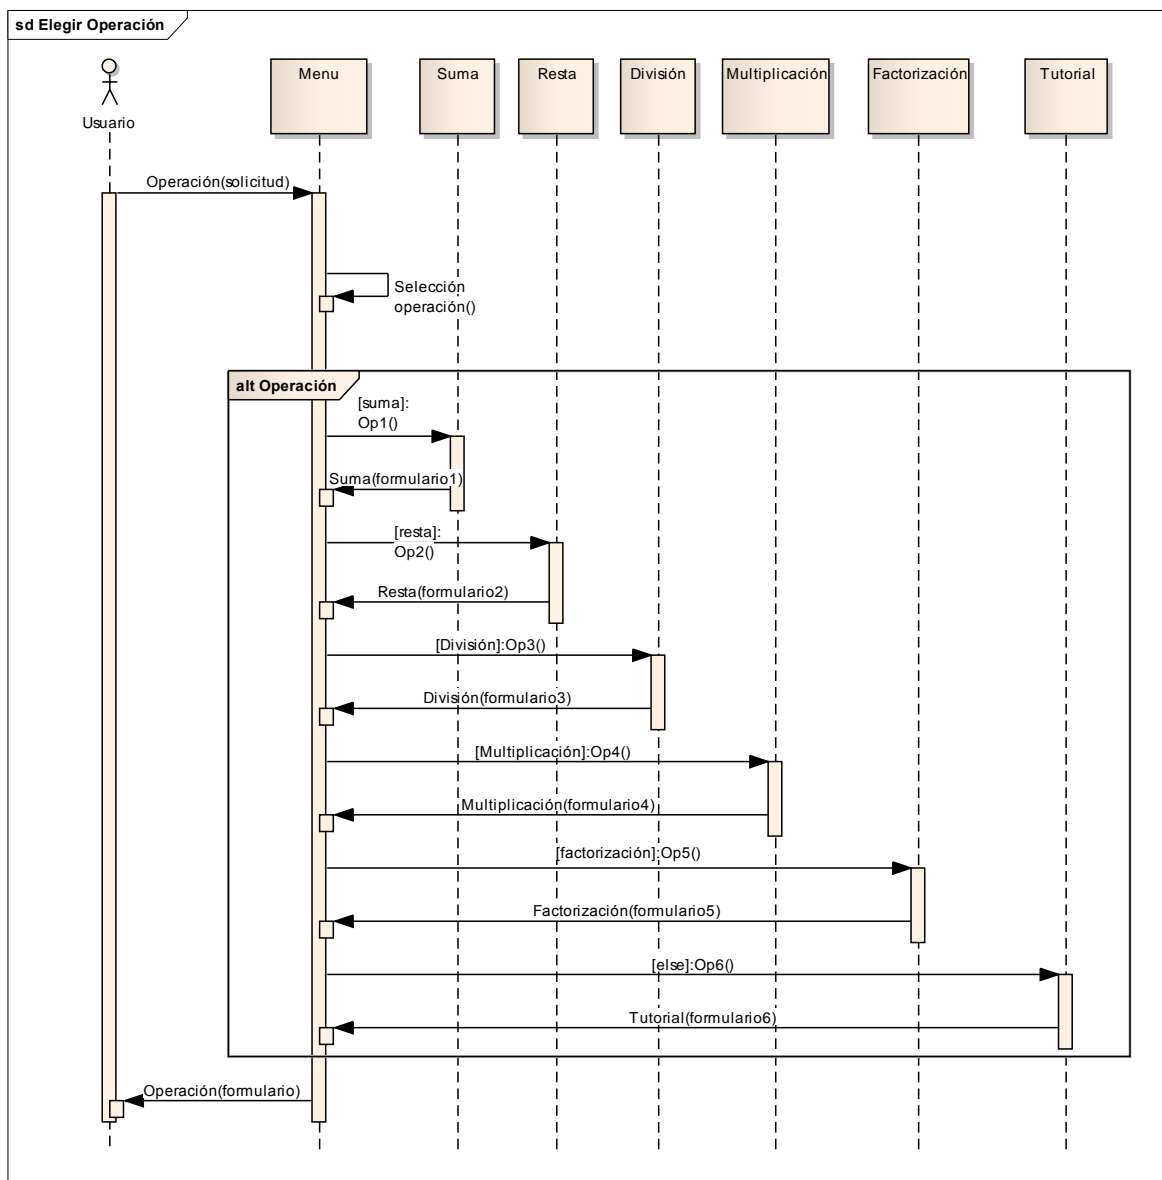 sd Elegir Operación
Usuario
Menu
Suma
Resta
División
Multiplicación
Factorización
Tutorial
Operación(solicitud)
Selección
operación()
alt Operación
[suma]:
Op1()
Suma(formulario1)
[resta]:
Op2()
Resta(formulario2)
[División]:Op3()
División(formulario3)
[Multiplicación]:Op4()
Multiplicación(formulario4)
[factorización]:Op5()
Factorización(formulario5)
[else]:Op6()
Tutorial(formulario6)
Operación(formulario)